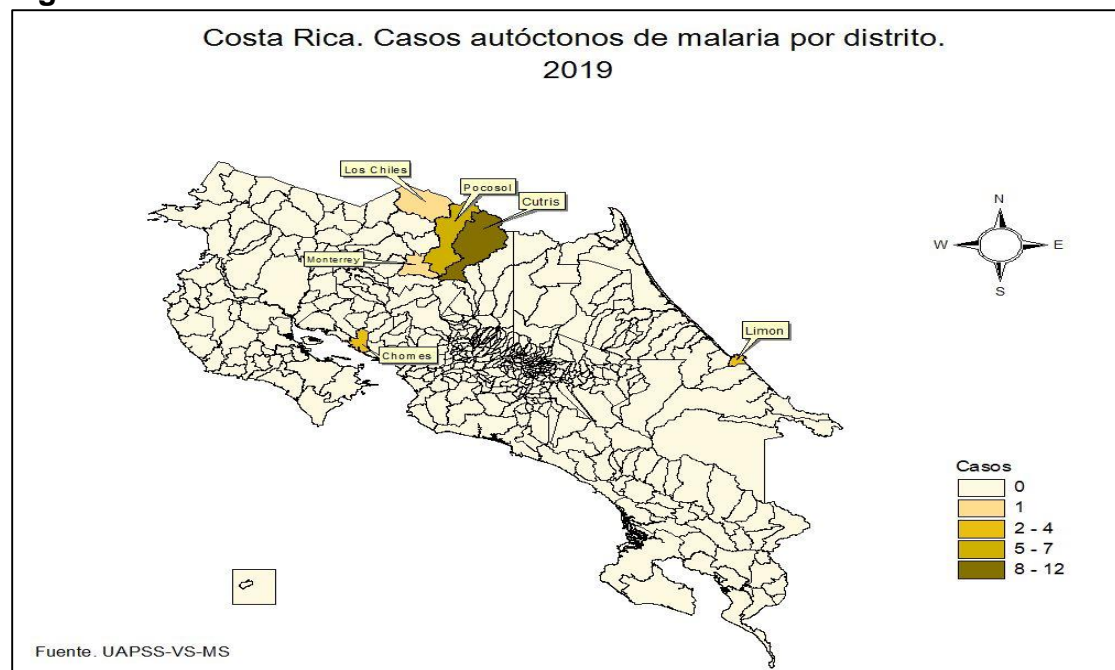 Costa Rica. Casos autóctonos de malaria por distrito.
2019
Los Chiles
Pocosol
Cutris
Monterrey
Chomes
Limon
N
W
E
S
Casos
0
1
2 - 4
5 - 7
8 - 12
Fuente. UAPSS-VS-MS